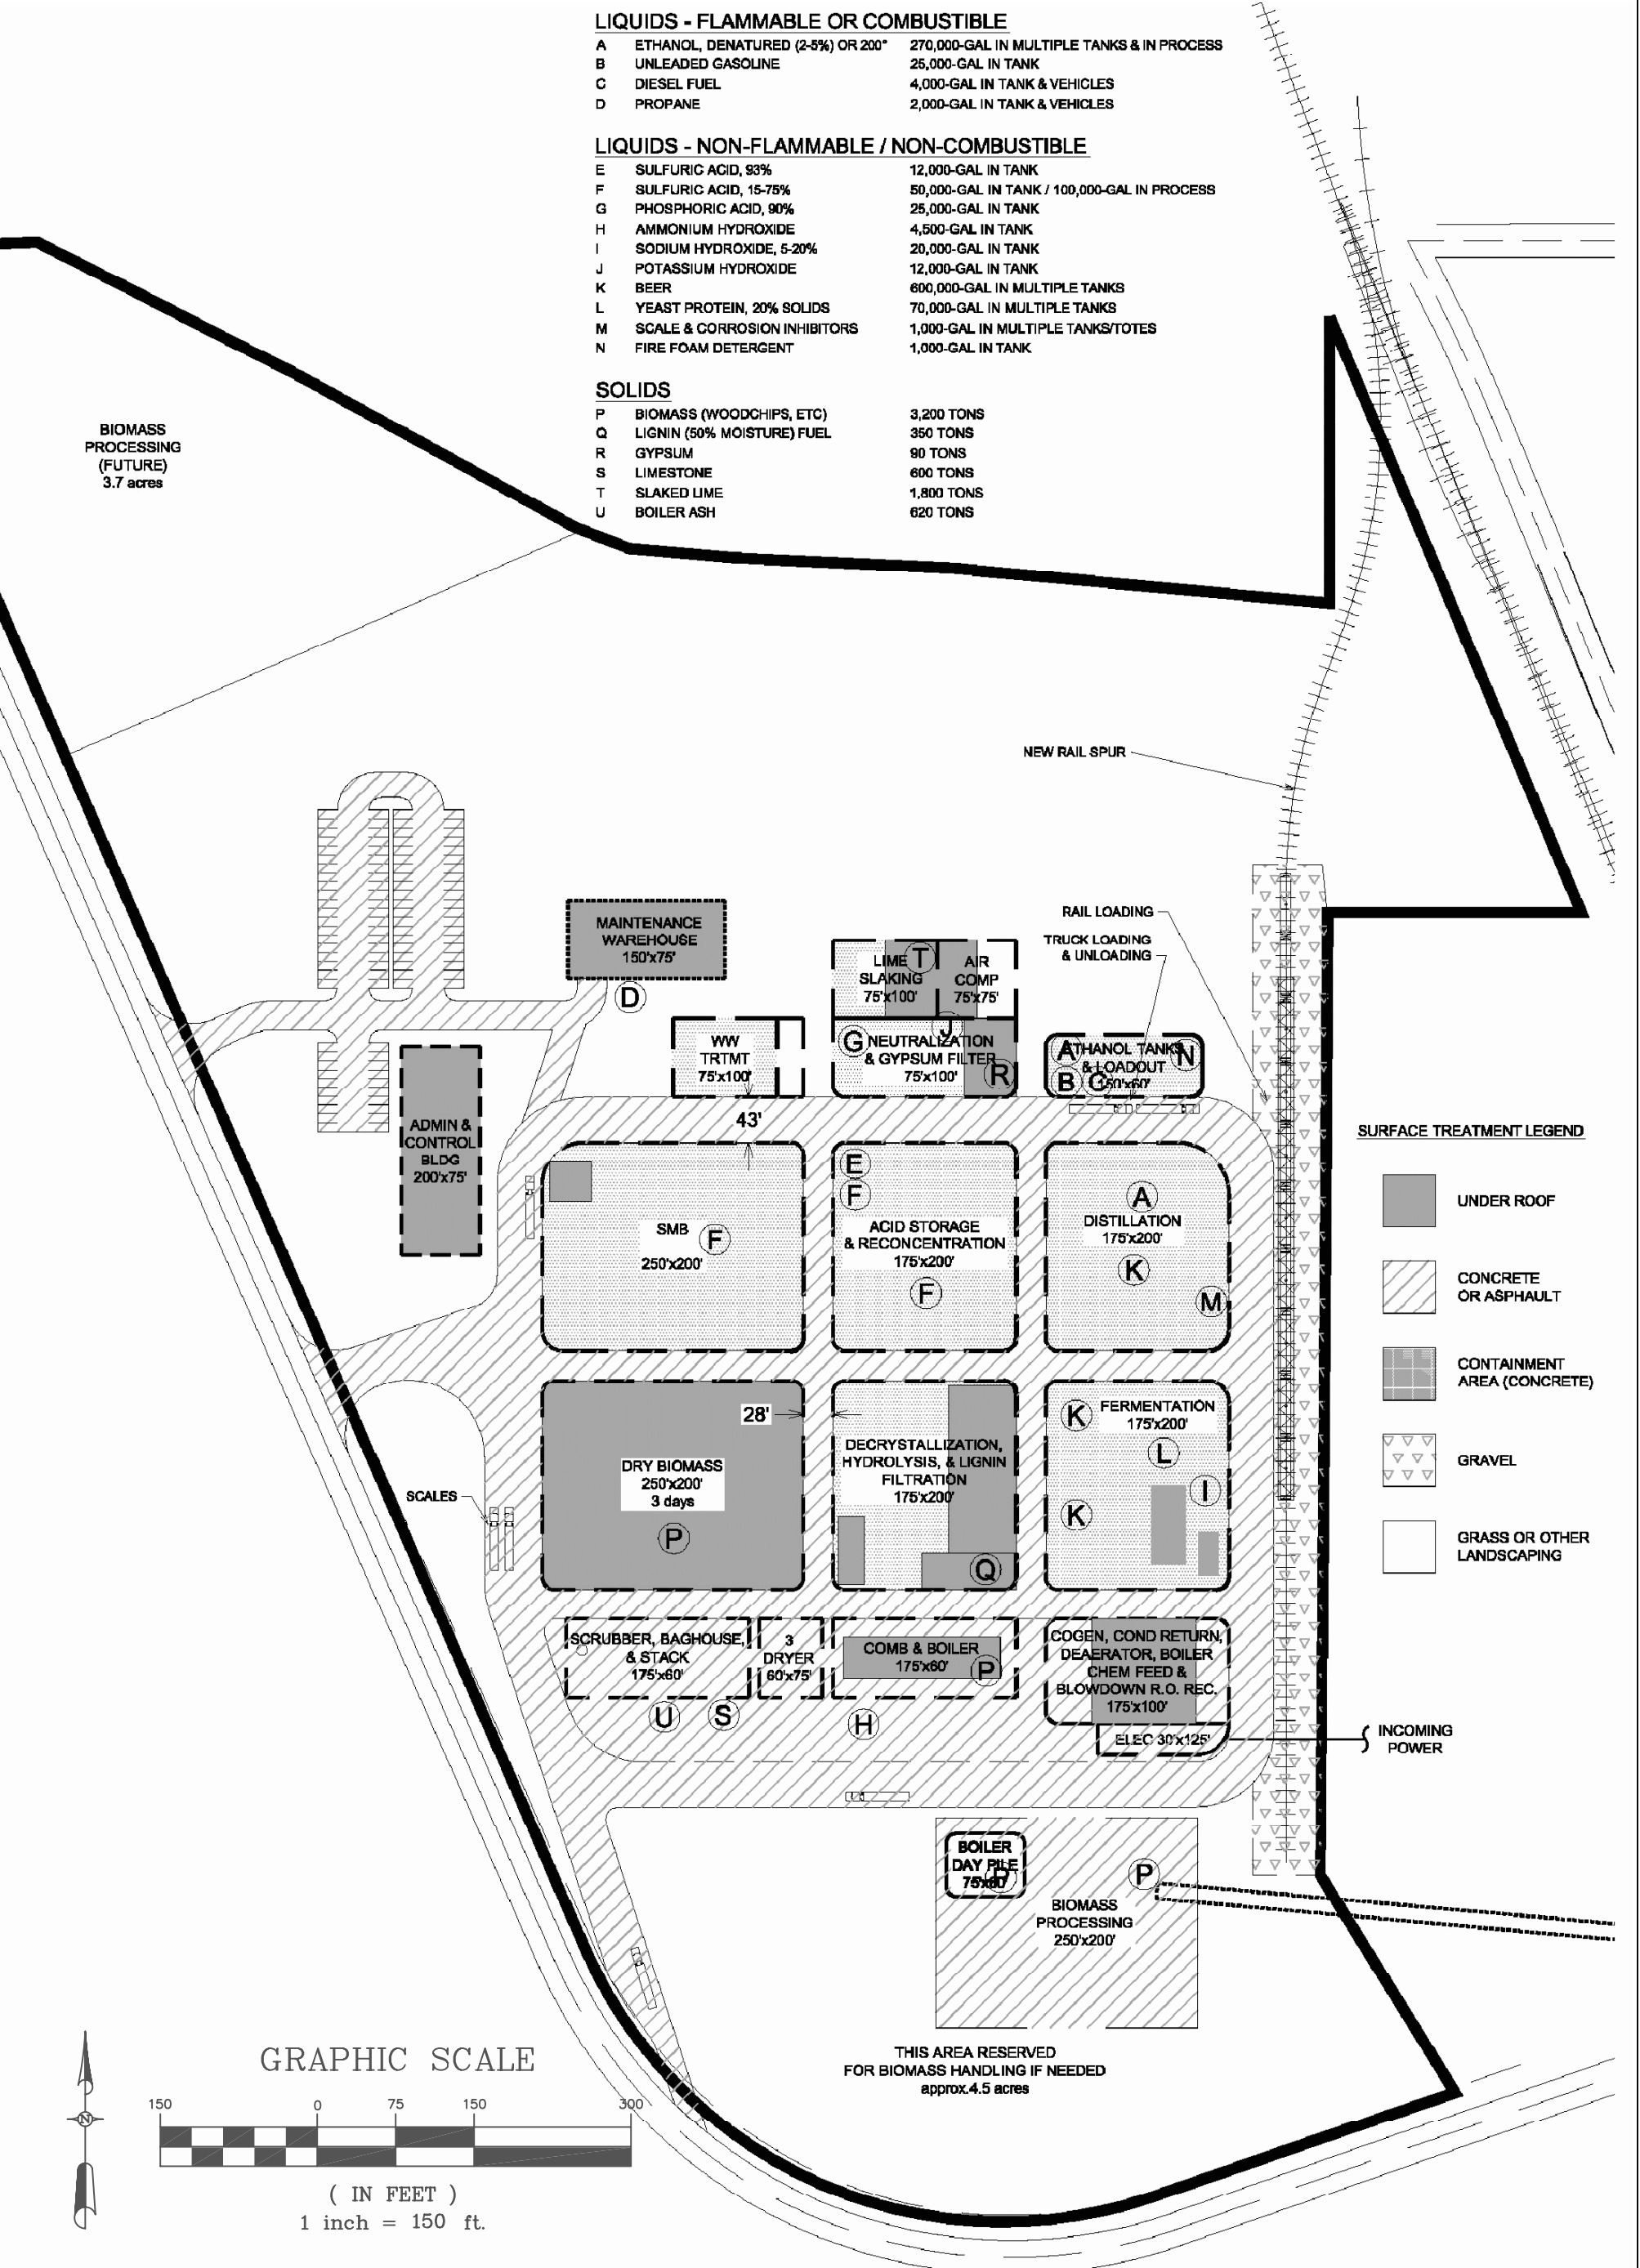 LIQUIDS - FLAMMABLE OR COMBUSTIBLE
A ETHANOL, DENATURED (2-5%) OR 200° 270,000-GAL IN MULTIPLE TANKS & IN PROCESS
B UNLEADED GASOLINE 25,000-GAL IN TANK
C DIESEL FUEL 4,000-GAL IN TANK & VEHICLES
D PROPANE 2,000-GAL IN TANK & VEHICLES
LIQUIDS - NON-FLAMMABLE / NON-COMBUSTIBLE
E SULFURIC ACID, 93% 12,000-GAL IN TANK
F SULFURIC ACID, 15-75% 50,000-GAL IN TANK / 100,000-GAL IN PROCESS
G PHOSPHORIC ACID, 90% 25,000-GAL IN TANK
H AMMONIUM HYDROXIDE 4,500-GAL IN TANK
I SODIUM HYDROXIDE, 5-20% 20,000-GAL IN TANK
J POTASSIUM HYDROXIDE 12,000-GAL IN TANK
K BEER 600,000-GAL IN MULTIPLE TANKS
L YEAST PROTEIN, 20% SOLIDS 70,000-GAL IN MULTIPLE TANKS
M SCALE & CORROSION INHIBITORS 1,000-GAL IN MULTIPLE TANKS/TOTES
N FIRE FOAM DETERGENT 1,000-GAL IN TANK
SOLIDS
P BIOMASS (WOODCHIPS, ETC) 3,200 TONS
Q LIGNIN (50% MOISTURE) FUEL 350 TONS
R GYPSUM 90 TONS
S LIMESTONE 600 TONS
T SLAKED LIME 1,800 TONS
U BOILER ASH 620 TONS
BIOMASS
PROCESSING
(FUTURE)
3.7 acres
NEW RAIL SPUR
RAIL LOADING
TRUCK LOADING
& UNLOADING
MAINTENANCE
WAREHOUSE
150'x75'
D
LIME
SLAKING
75'x100'
T
AIR
COMP
75'x75'
WW
TRTMT
75'x100'
G
J
NEUTRALIZATION
& GYPSUM FILTER
75'x100'
R
A
N
ETHANOL TANKS
& LOADOUT
150'x60'
B
C
43'
ADMIN &
CONTROL
BLDG
200'x75'
SMB
F
250'x200'
E
F
ACID STORAGE
& RECONCENTRATION
175'x200'
F
A
DISTILLATION
175'x200'
K
M
28'
DRY BIOMASS
250'x200'
3 days
P
DECRYSTALLIZATION,
HYDROLYSIS, & LIGNIN
FILTRATION
175'x200'
Q
K
FERMENTATION
175'x200'
L
I
K
SCALES
SCRUBBER, BAGHOUSE,
& STACK
175'x60'
3
DRYER
60'x75'
COMB & BOILER
175'x60'
P
COGEN, COND RETURN,
DEAERATOR, BOILER
CHEM FEED &
BLOWDOWN R.O. REC.
175'x100'
U
S
H
ELEC 30'x125'
INCOMING
POWER
BOILER
DAY PILE
75'x60'
P
P
BIOMASS
PROCESSING
250'x200'
THIS AREA RESERVED
FOR BIOMASS HANDLING IF NEEDED
approx.4.5 acres
SURFACE TREATMENT LEGEND
UNDER ROOF
CONCRETE
OR ASPHAULT
CONTAINMENT
AREA (CONCRETE)
GRAVEL
GRASS OR OTHER
LANDSCAPING
N
GRAPHIC SCALE
150 0 75 150 300
( IN FEET )
1 inch = 150 ft.